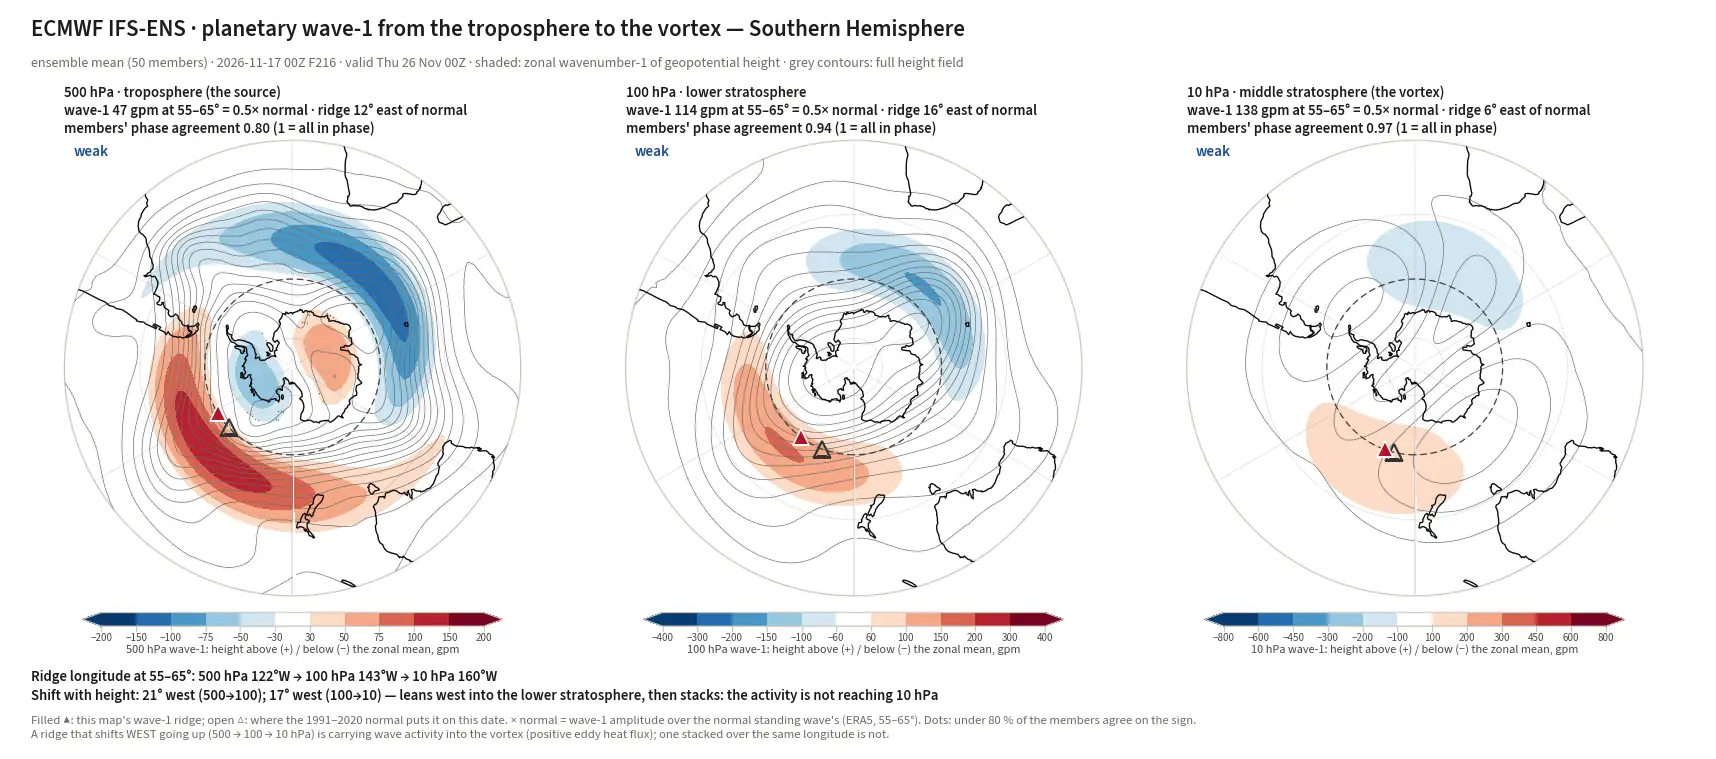 ECMWF IFS-ENS · planetary wave-1 from the troposphere to the vortex — Southern Hemisphere
ensemble mean (50 members) · 2026-11-17 00Z F216 · valid Thu 26 Nov 00Z · shaded: zonal wavenumber-1 of geopotential height · grey contours: full height field
500 hPa · troposphere (the source)
wave-1 47 gpm at 55–65° = 0.5× normal · ridge 12° east of normal
members' phase agreement 0.80 (1 = all in phase)
weak
100 hPa · lower stratosphere
wave-1 114 gpm at 55–65° = 0.5× normal · ridge 16° east of normal
members' phase agreement 0.94 (1 = all in phase)
weak
10 hPa · middle stratosphere (the vortex)
wave-1 138 gpm at 55–65° = 0.5× normal · ridge 6° east of normal
members' phase agreement 0.97 (1 = all in phase)
weak
−200 −150 −100 −75 −50 −30 30 50 75 100 150 200
500 hPa wave-1: height above (+) / below (−) the zonal mean, gpm
−400 −300 −200 −150 −100 −60 60 100 150 200 300 400
100 hPa wave-1: height above (+) / below (−) the zonal mean, gpm
−800 −600 −450 −300 −200 −100 100 200 300 450 600 800
10 hPa wave-1: height above (+) / below (−) the zonal mean, gpm
Ridge longitude at 55–65°: 500 hPa 122°W → 100 hPa 143°W → 10 hPa 160°W
Shift with height: 21° west (500→100); 17° west (100→10) — leans west into the lower stratosphere, then stacks: the activity is not reaching 10 hPa
Filled ▲: this map's wave-1 ridge; open △: where the 1991–2020 normal puts it on this date. × normal = wave-1 amplitude over the normal standing wave's (ERA5, 55–65°). Dots: under 80 % of the members agree on the sign.
A ridge that shifts WEST going up (500 → 100 → 10 hPa) is carrying wave activity into the vortex (positive eddy heat flux); one stacked over the same longitude is not.